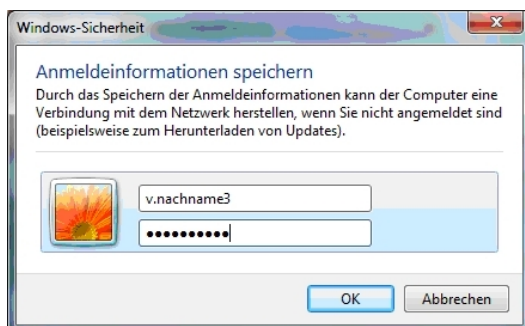 Windows-Sicherheit
Anmeldeinformationen speichern
Durch das Speichern der Anmeldeinformationen kann der Computer eine
Verbindung mit dem Netzwerk herstellen, wenn Sie nicht angemeldet sind
(beispielsweise zum Herunterladen von Updates).
v.nachname3
●●●●●●●●●●
OK Abbrechen